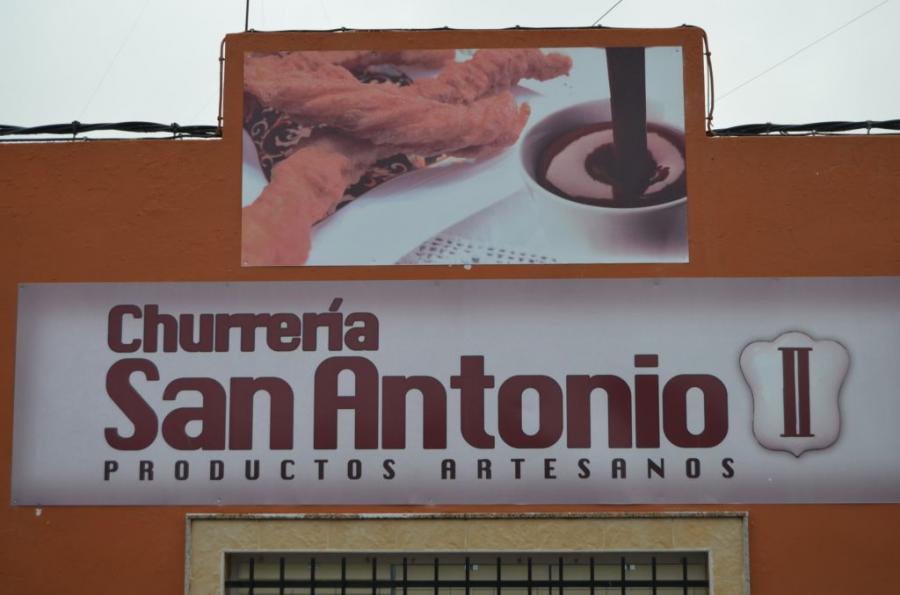 Churrería
San Antonio II
PRODUCTOS ARTESANOS